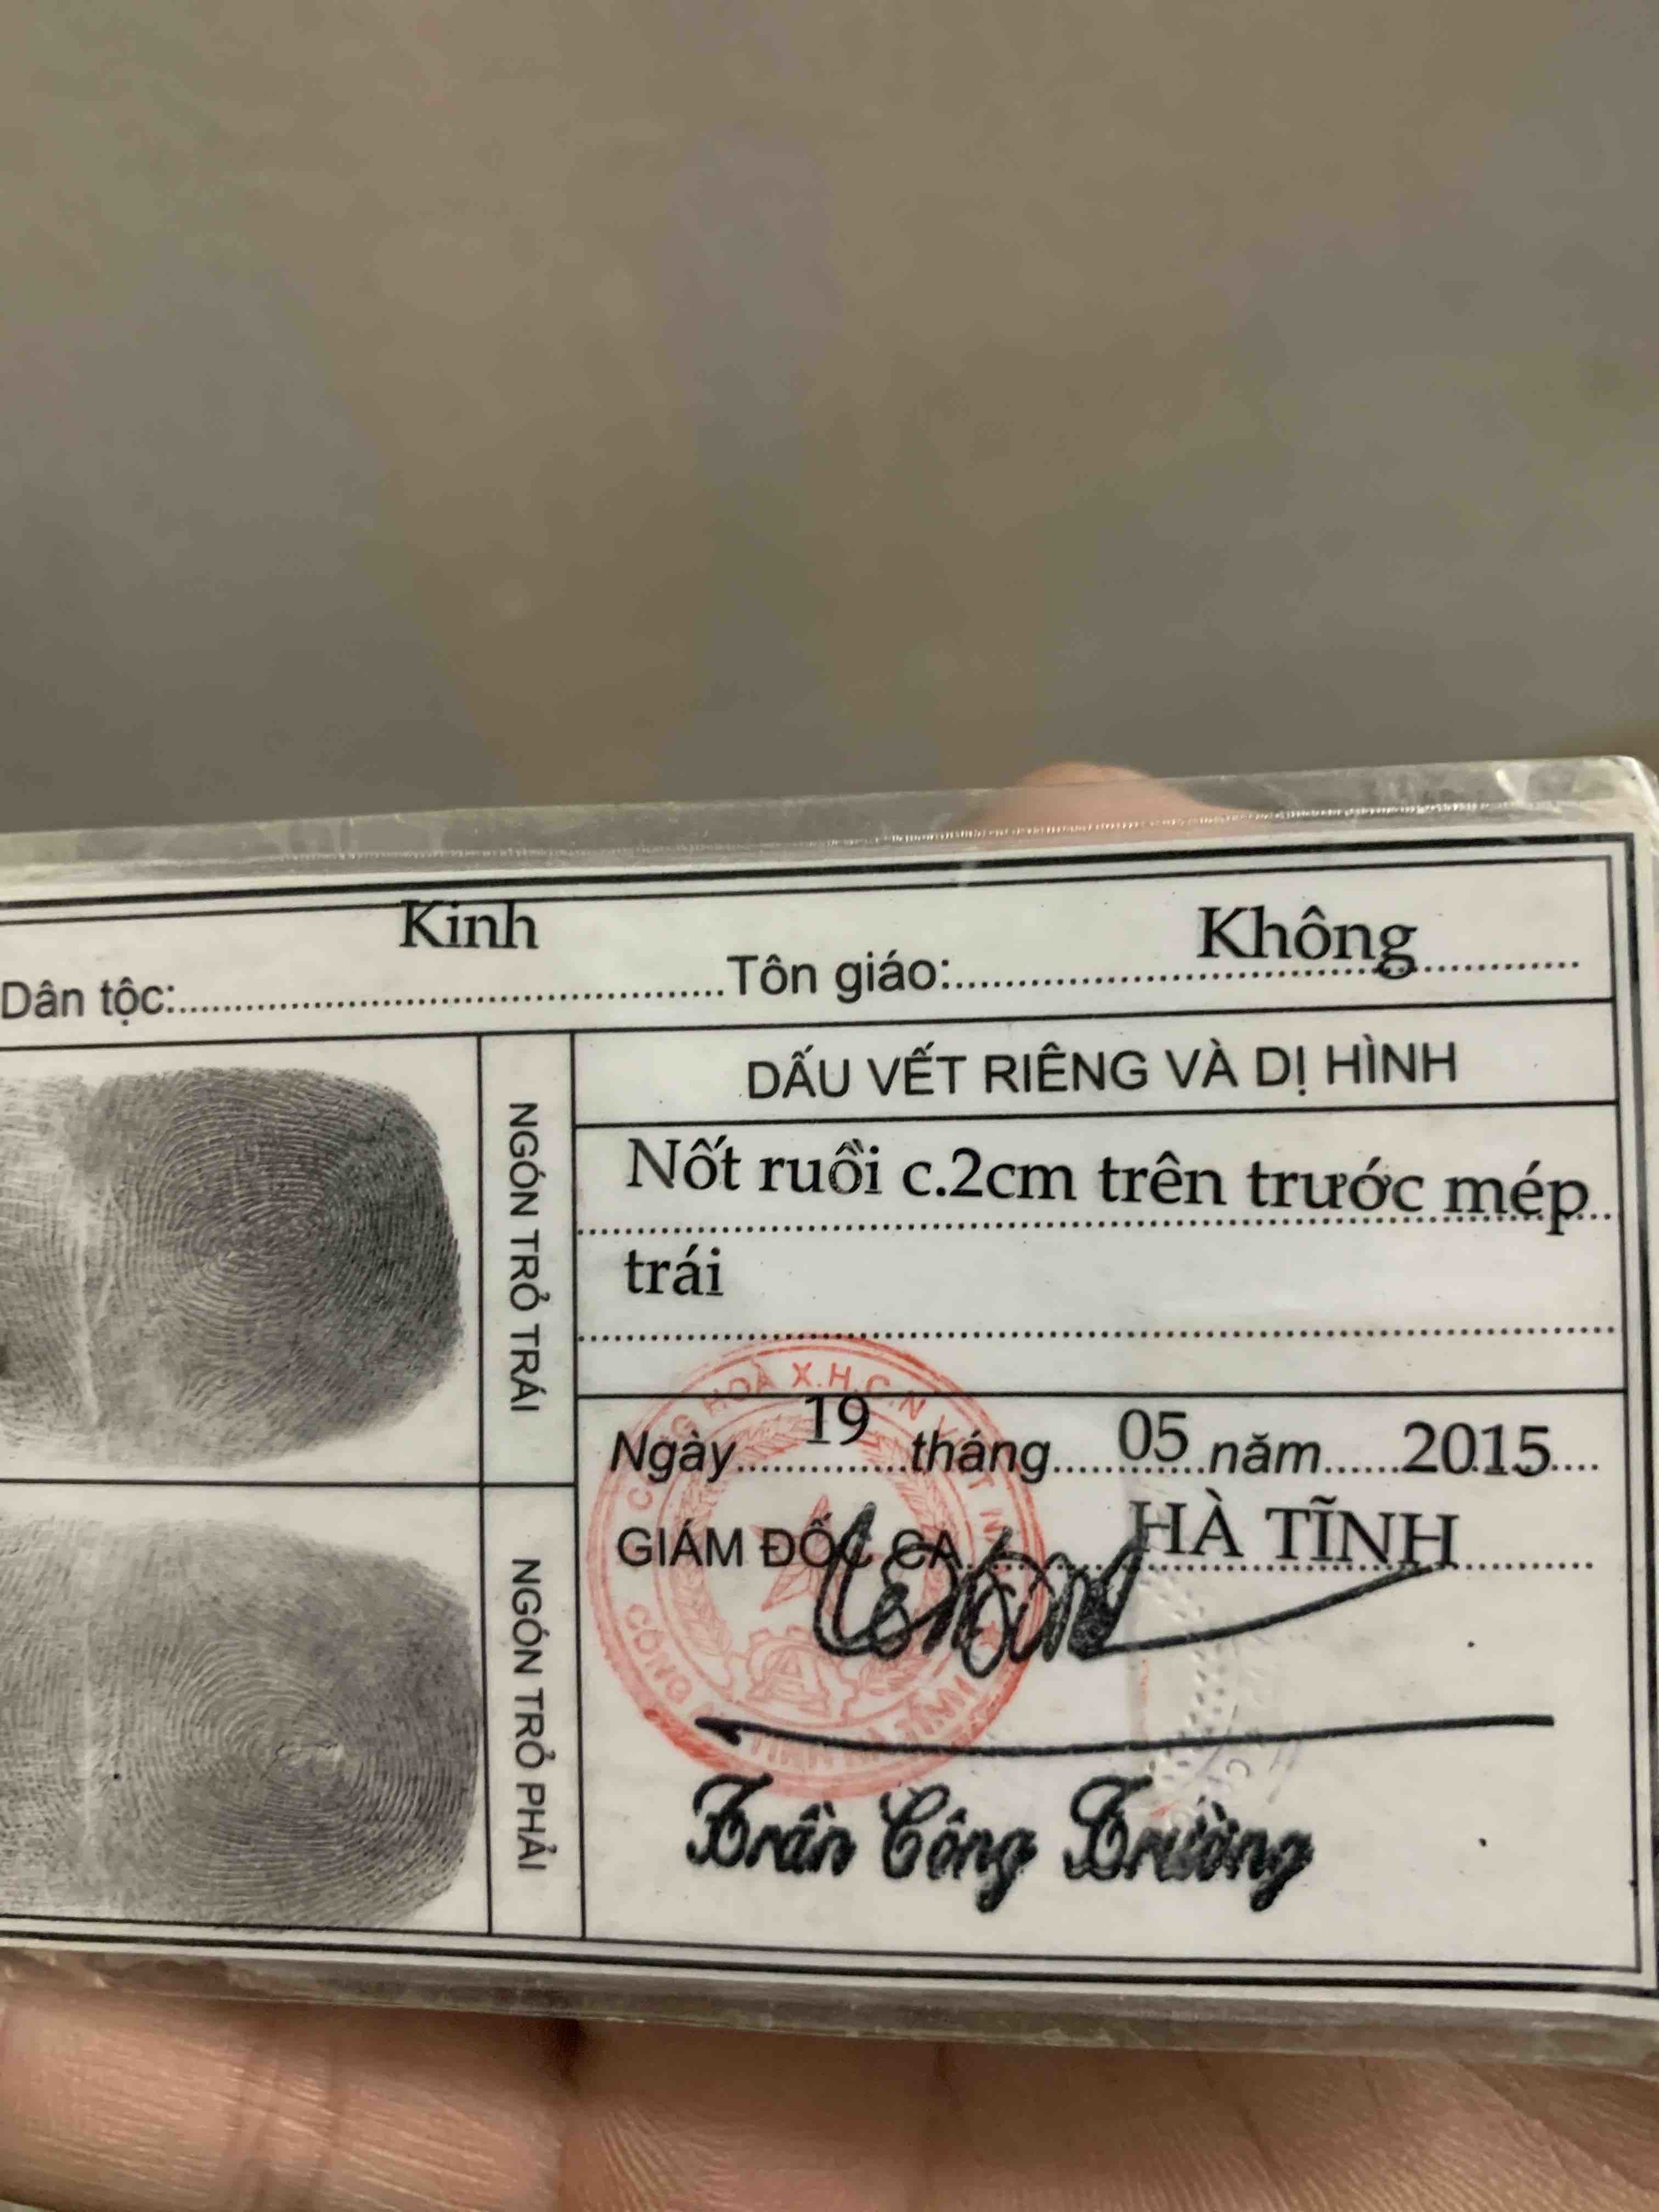 Dân tộc: Kinh Tôn giáo: Không
NGÓN TRỎ TRÁI
DẤU VẾT RIÊNG VÀ DỊ HÌNH
Nốt ruồi c.2cm trên trước mép
trái
Ngày 19 tháng 05 năm 2015
GIÁM ĐỐC CA HÀ TĨNH
NGÓN TRỎ PHẢI
Trần Công Trường